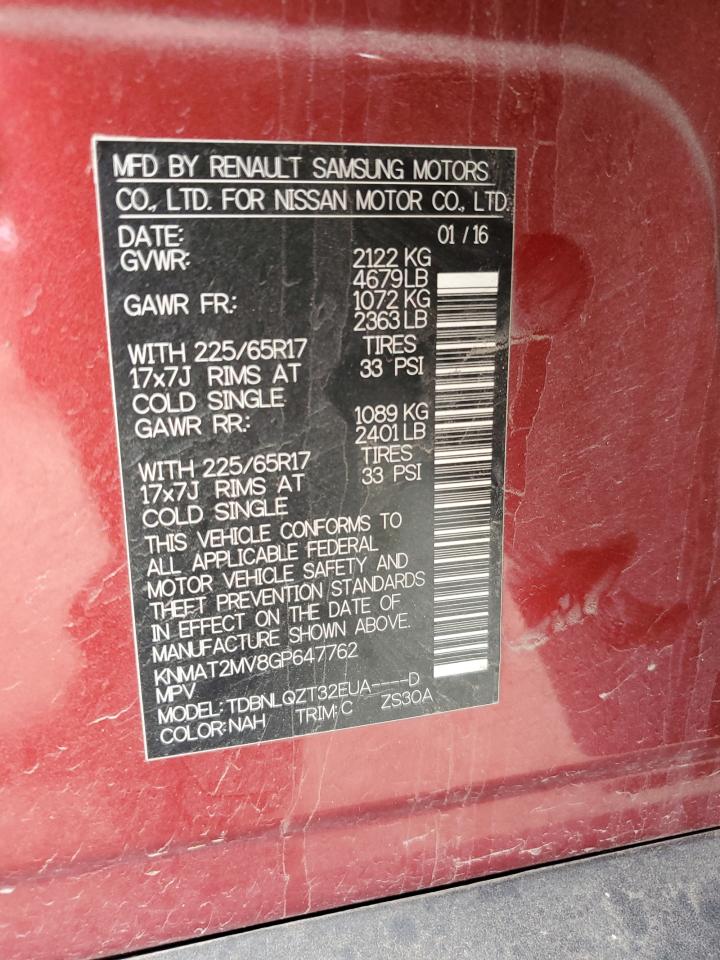 MFD BY RENAULT SAMSUNG MOTORS
CO., LTD. FOR NISSAN MOTOR CO., LTD.
DATE: 01 / 16
GVWR: 2122 KG
4679LB
GAWR FR: 1072 KG
2363LB
WITH 225/65R17 TIRES
17x7J RIMS AT 33 PSI
COLD SINGLE
GAWR RR: 1089 KG
2401LB
WITH 225/65R17 TIRES
17x7J RIMS AT 33 PSI
COLD SINGLE
THIS VEHICLE CONFORMS TO
ALL APPLICABLE FEDERAL
MOTOR VEHICLE SAFETY AND
THEFT PREVENTION STANDARDS
IN EFFECT ON THE DATE OF
MANUFACTURE SHOWN ABOVE.
KNMAT2MV8GP647762
MPV
MODEL: TDBNLQZT32EUA----D
COLOR: NAH TRIM: C ZS30A